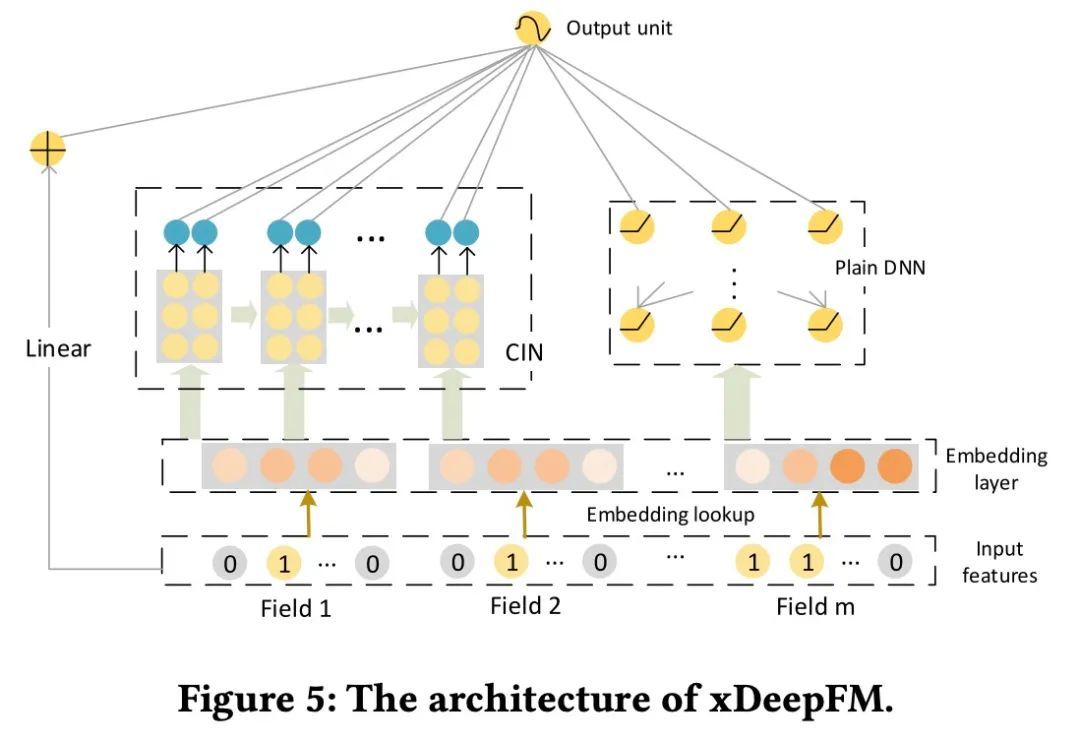 Output unit
Linear
Plain DNN
...
...
CIN
Embedding
layer
...
Embedding lookup
Input
features
0 1 ... 0
0 1 ... 0
...
1 1 ... 0
Field 1
Field 2
Field m
Figure 5: The architecture of xDeepFM.